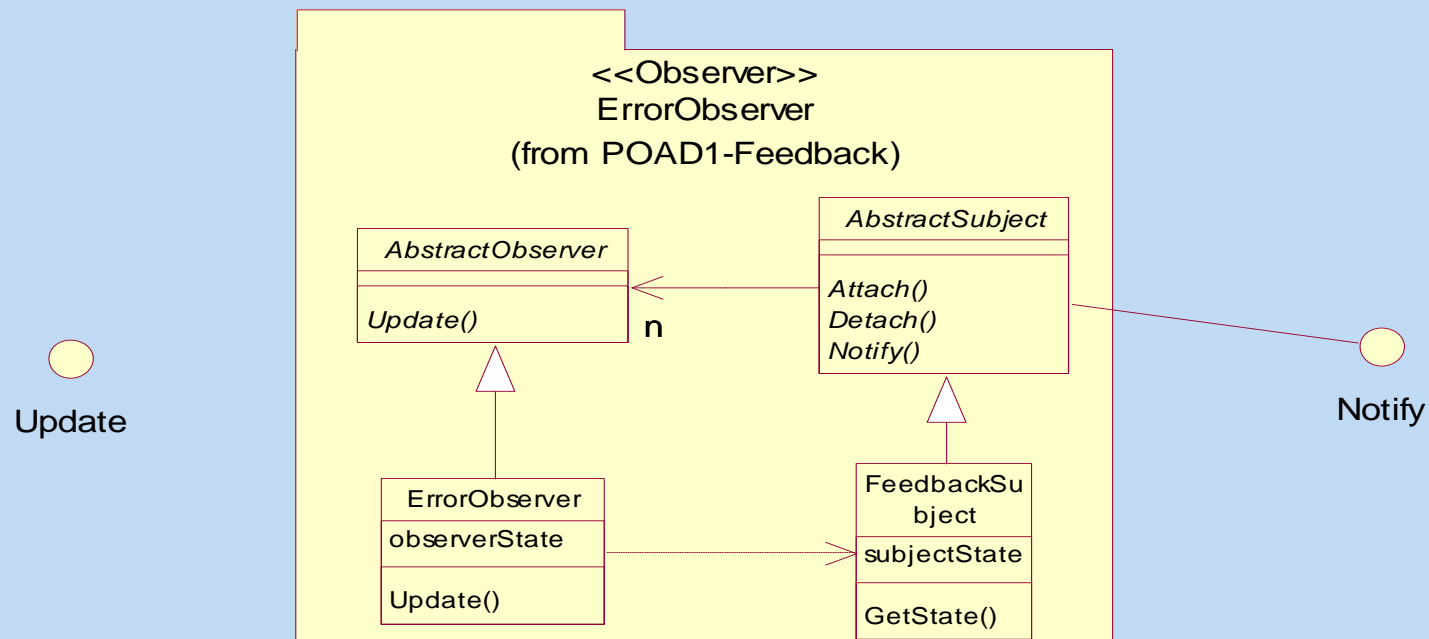 <<Observer>>
ErrorObserver
(from POAD1-Feedback)
AbstractObserver
Update()
n
AbstractSubject
Attach()
Detach()
Notify()
Update
Notify
ErrorObserver
observerState
Update()
FeedbackSu
bject
subjectState
GetState()